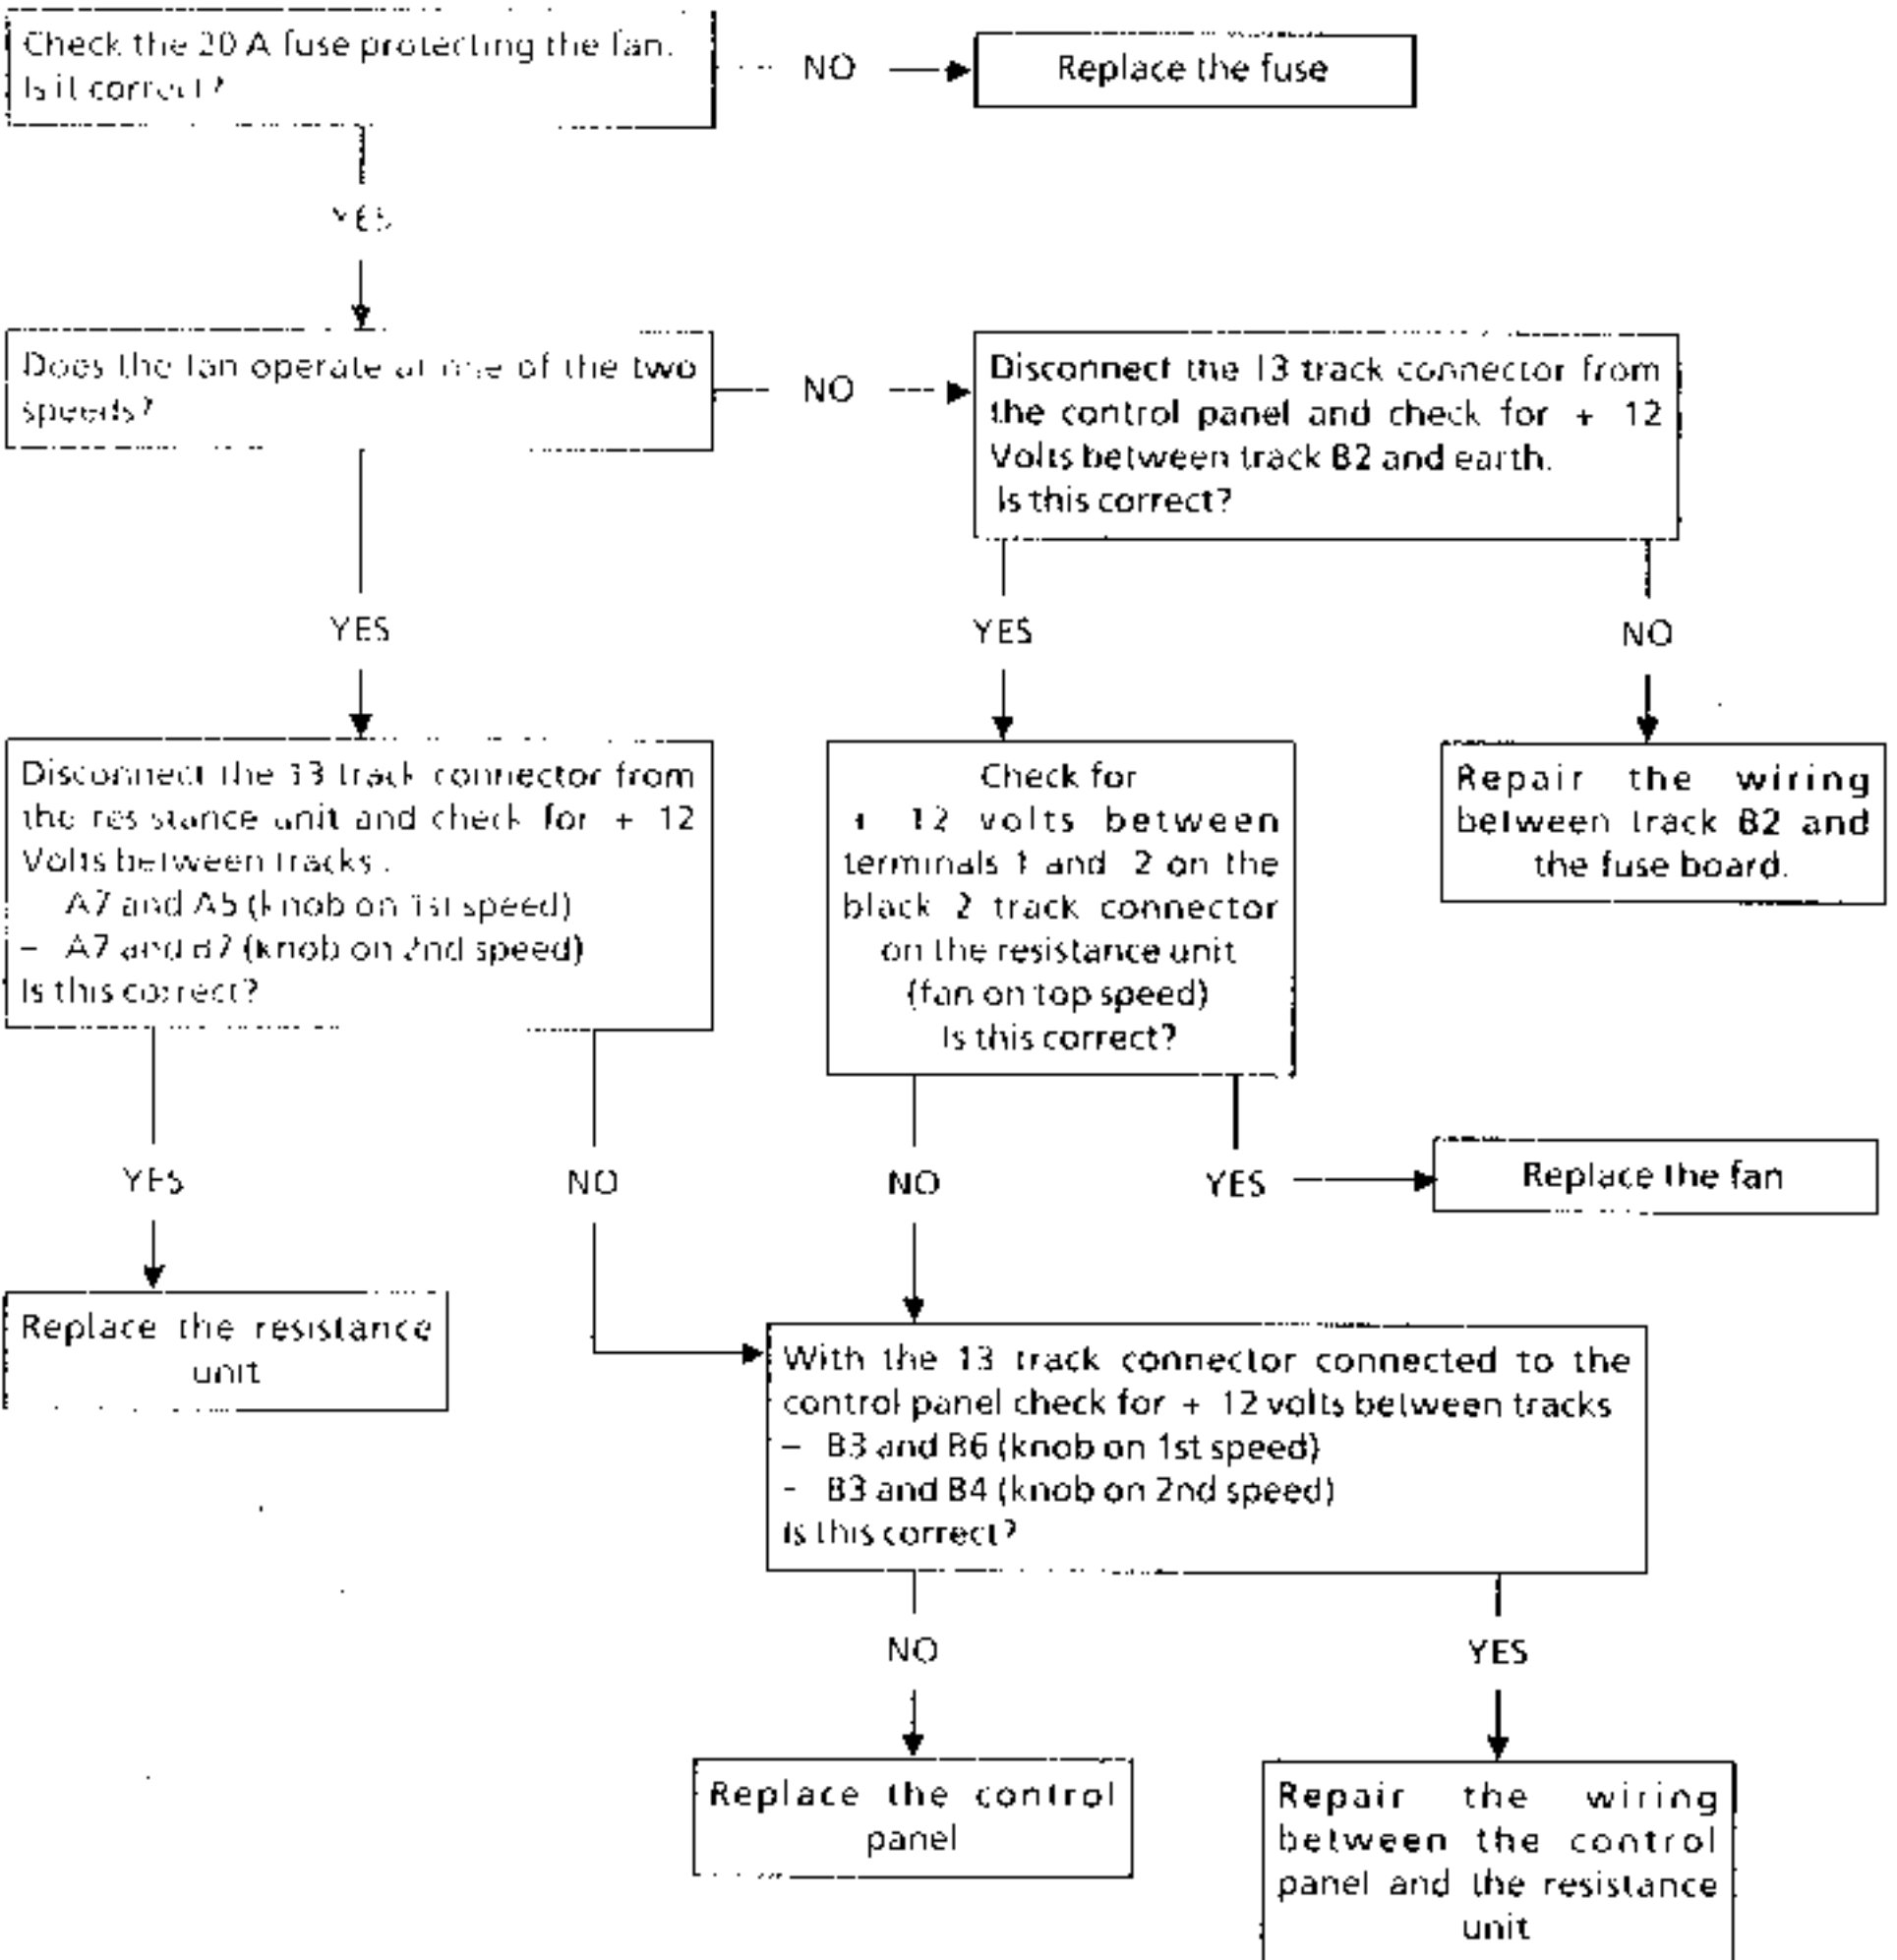 Check the 20 A fuse protecting the fan.
Is it correct?
NO
Replace the fuse
YES
Does the fan operate at one of the two
speeds?
NO
Disconnect the 13 track connector from
the control panel and check for + 12
Volts between track B2 and earth.
Is this correct?
YES
YES
NO
Disconnect the 13 track connector from
the resistance unit and check for + 12
Volts between tracks :
A7 and A5 (knob on 1st speed)
– A7 and B7 (knob on 2nd speed)
Is this correct?
Check for
+ 12 volts between
terminals 1 and 2 on the
black 2 track connector
on the resistance unit
(fan on top speed)
Is this correct?
Repair the wiring
between track B2 and
the fuse board.
YES
NO
NO
YES
Replace the fan
Replace the resistance
unit
With the 13 track connector connected to the
control panel check for + 12 volts between tracks
– B3 and B6 (knob on 1st speed)
- B3 and B4 (knob on 2nd speed)
Is this correct?
NO
YES
Replace the control
panel
Repair the wiring
between the control
panel and the resistance
unit